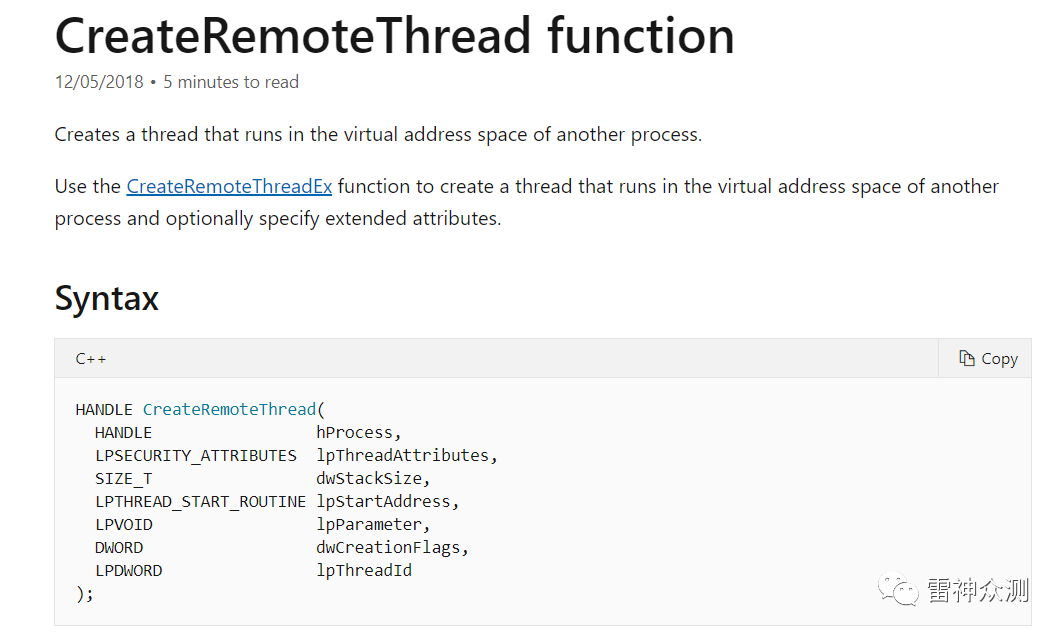 CreateRemoteThread function
12/05/2018 • 5 minutes to read
Creates a thread that runs in the virtual address space of another process.
Use the CreateRemoteThreadEx function to create a thread that runs in the virtual address space of another
process and optionally specify extended attributes.
Syntax
C++ Copy
HANDLE CreateRemoteThread(
  HANDLE                 hProcess,
  LPSECURITY_ATTRIBUTES  lpThreadAttributes,
  SIZE_T                 dwStackSize,
  LPTHREAD_START_ROUTINE lpStartAddress,
  LPVOID                 lpParameter,
  DWORD                  dwCreationFlags,
  LPDWORD                lpThreadId
);
雷神众测